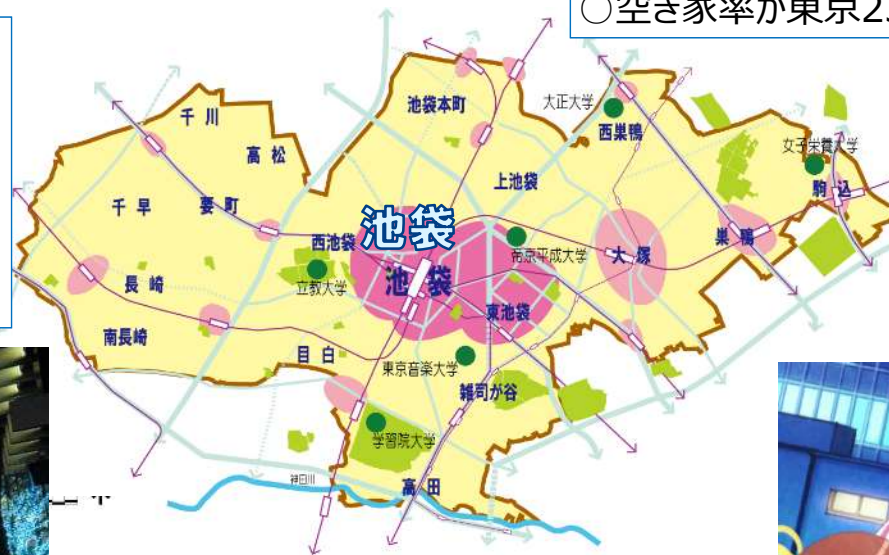 ○空き家率が東京2
千川
池袋本町
大正大学
西巣鴨
女子栄養大学
高松
上池袋
駒込
千早
要町
西池袋
池袋
帝京平成大学
大塚
巣鴨
立教大学
池袋
長崎
東池袋
南長崎
目白
東京音楽大学
雑司が谷
学習院大学
神田川
高田